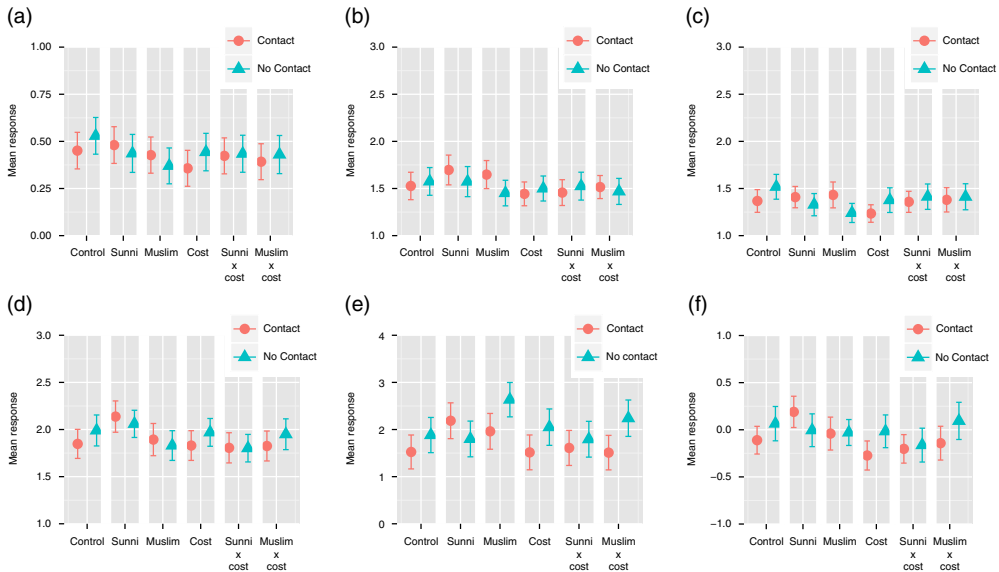 (a)
Contact
No Contact
1.00
0.75
0.50
0.25
0.00
Mean response
Control Sunni Muslim Cost Sunni x cost Muslim x cost
(b)
Contact
No Contact
3.0
2.5
2.0
1.5
1.0
Mean response
Control Sunni Muslim Cost Sunni x cost Muslim x cost
(c)
Contact
No Contact
3.0
2.5
2.0
1.5
1.0
Mean response
Control Sunni Muslim Cost Sunni x cost Muslim x cost
(d)
Contact
No Contact
3.0
2.5
2.0
1.5
1.0
Mean response
Control Sunni Muslim Cost Sunni x cost Muslim x cost
(e)
Contact
No contact
4
3
2
1
0
Mean response
Control Sunni Muslim Cost Sunni x cost Muslim x cost
(f)
Contact
No Contact
1.0
0.5
0.0
−0.5
−1.0
Mean response
Control Sunni Muslim Cost Sunni x cost Muslim x cost